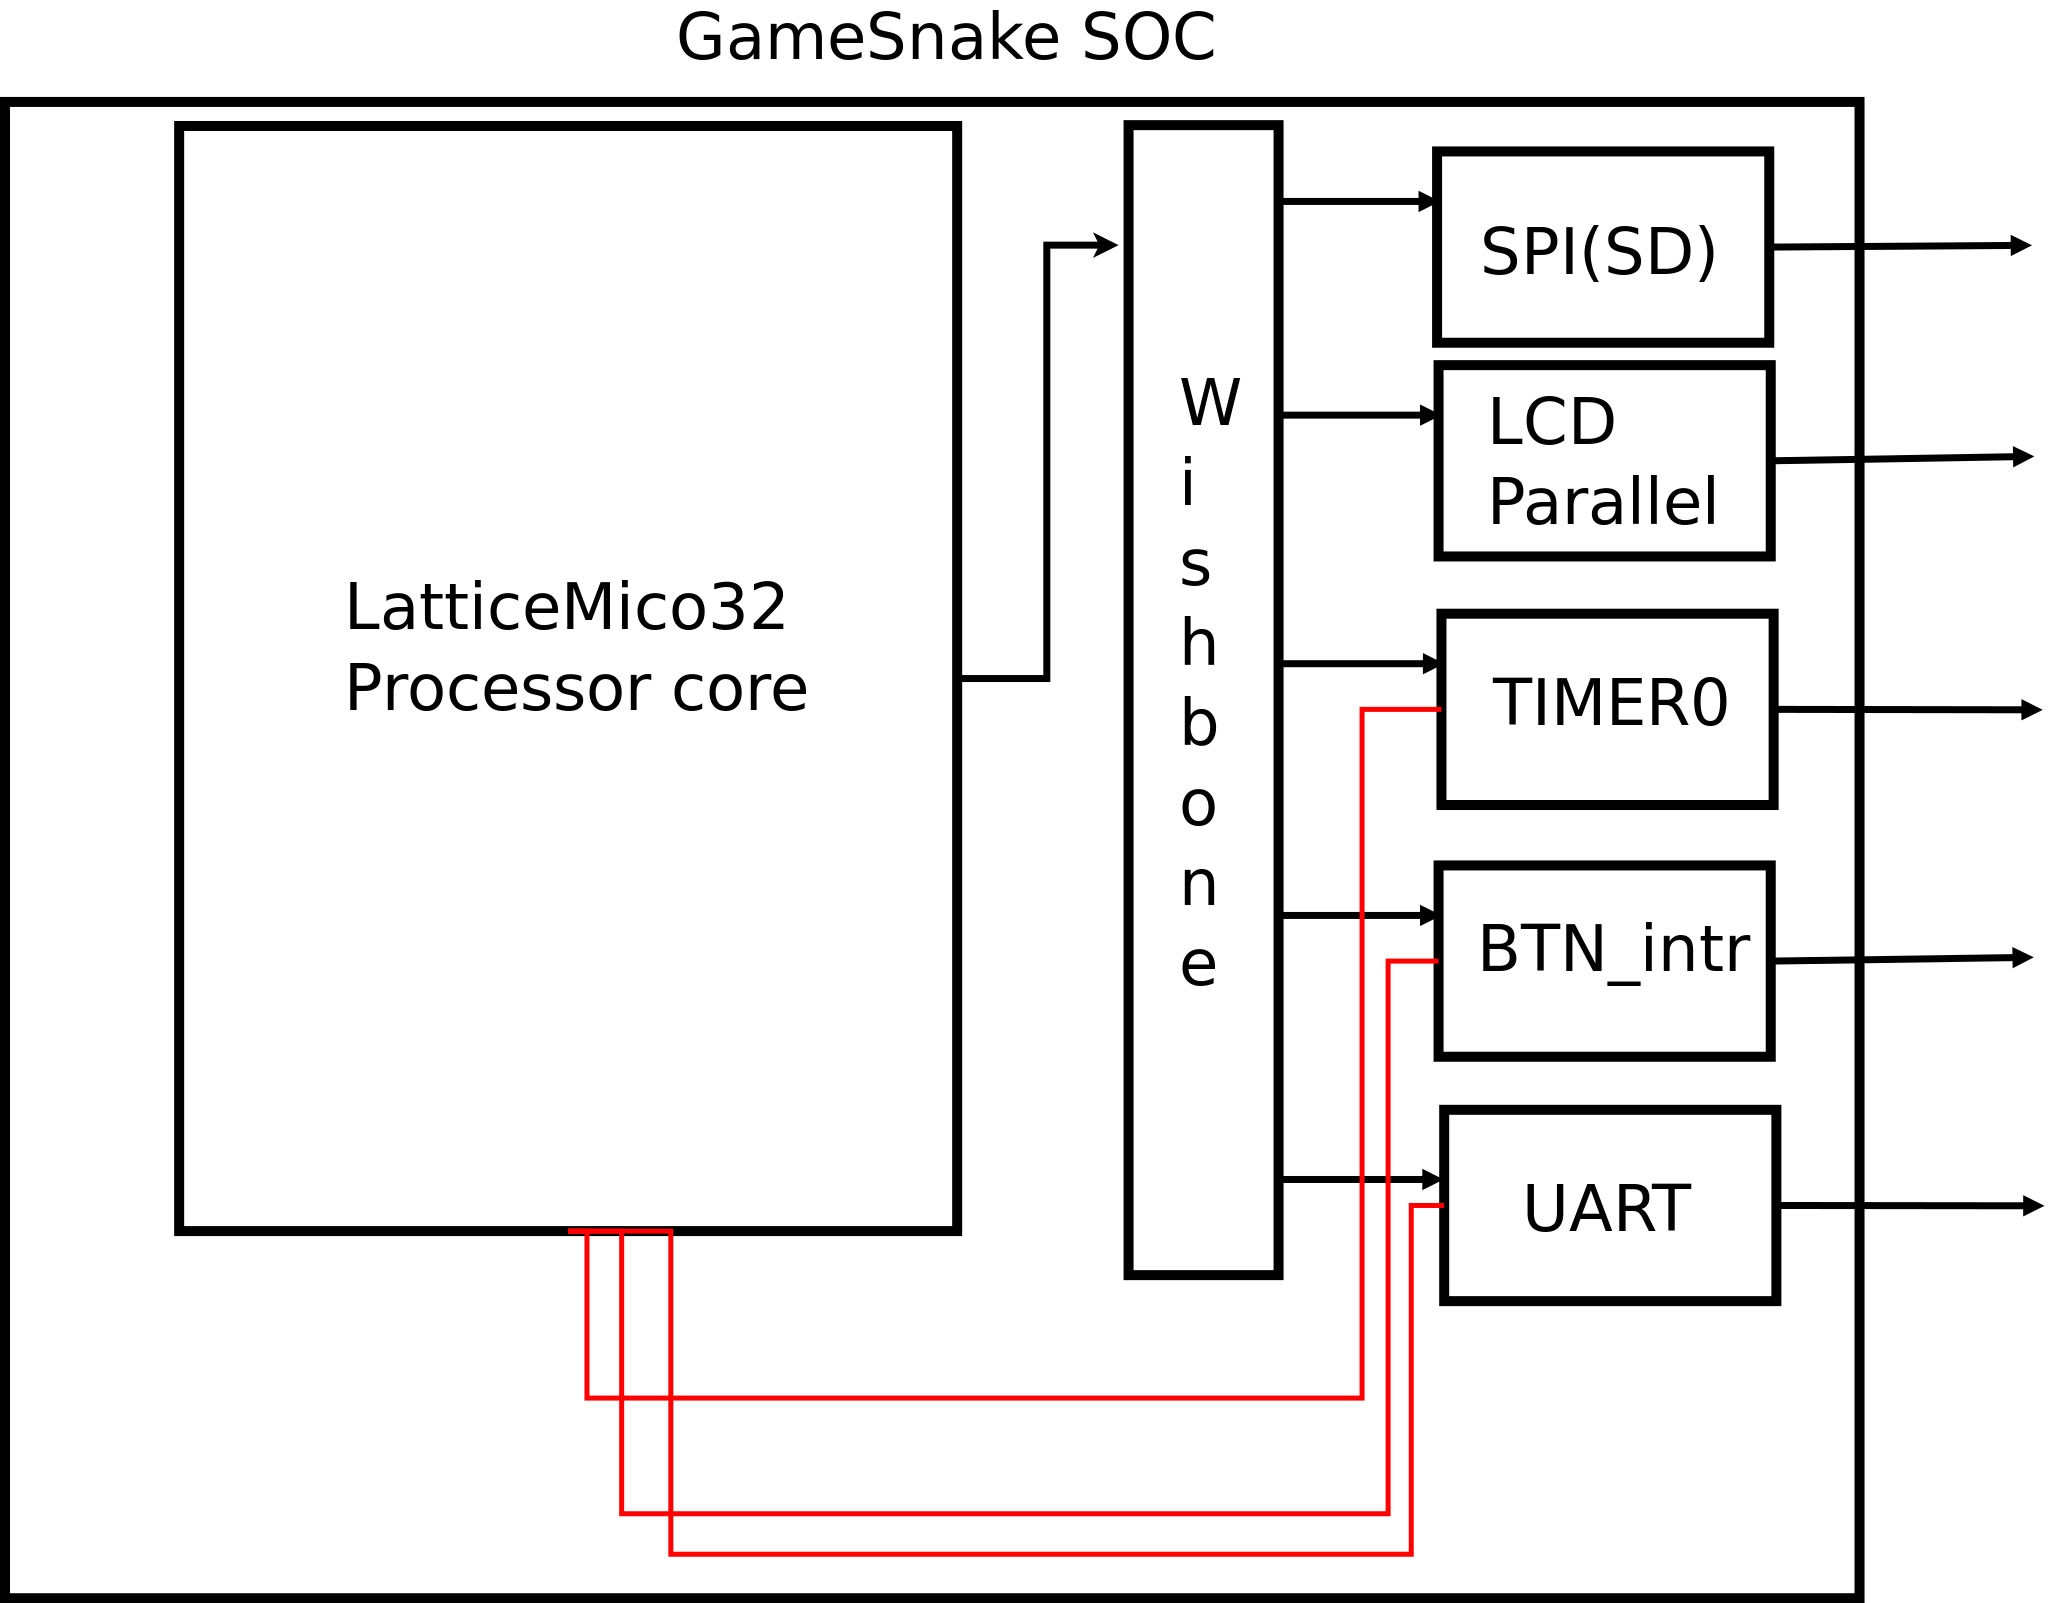 GameSnake SOC
LatticeMico32
Processor core
W
i
s
h
b
o
n
e
SPI(SD)
LCD
Parallel
TIMER0
BTN_intr
UART